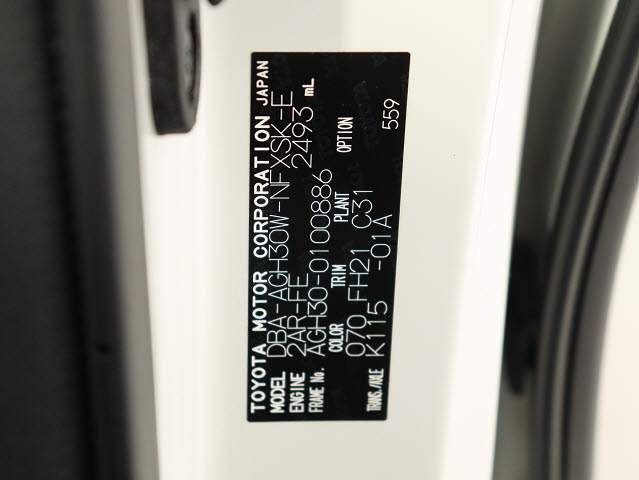 TOYOTA MOTOR CORPORATION JAPAN
MODEL DBA-AGH30W-NFXSK-E
ENGINE 2AR-FE 2493 mL
FRAME No. AGH30-0100886
COLOR TRIM PLANT OPTION
070 FH21 C31
TRANS./AXLE K115 -01A 559